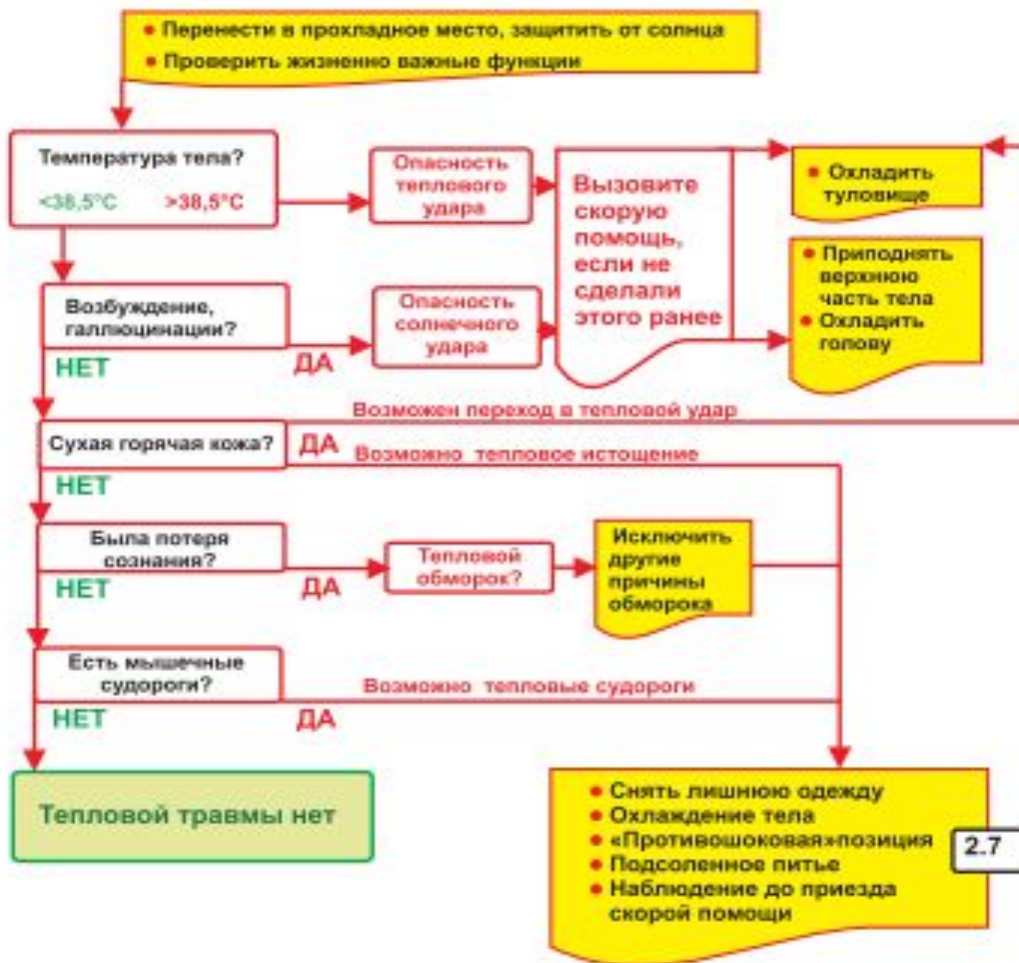 • Перенести в прохладное место, защитить от солнца
• Проверить жизненно важные функции
Температура тела?
<38,5°C >38,5°C
Опасность
теплового
удара
Вызовите
скорую
помощь,
если не
сделали
этого ранее
• Охладить
туловище
• Приподнять
верхнюю
часть тела
• Охладить
голову
Возбуждение,
галлюцинации?
НЕТ
ДА
Опасность
солнечного
удара
Возможен переход в тепловой удар
Сухая горячая кожа?
ДА
Возможно тепловое истощение
НЕТ
Была потеря
сознания?
НЕТ
ДА
Тепловой
обморок?
Исключить
другие
причины
обморока
Есть мышечные
судороги?
Возможно тепловые судороги
НЕТ
ДА
Тепловой травмы нет
• Снять лишнюю одежду
• Охлаждение тела
• «Противошоковая»позиция
• Подсоленное питье
• Наблюдение до приезда
скорой помощи
2.7